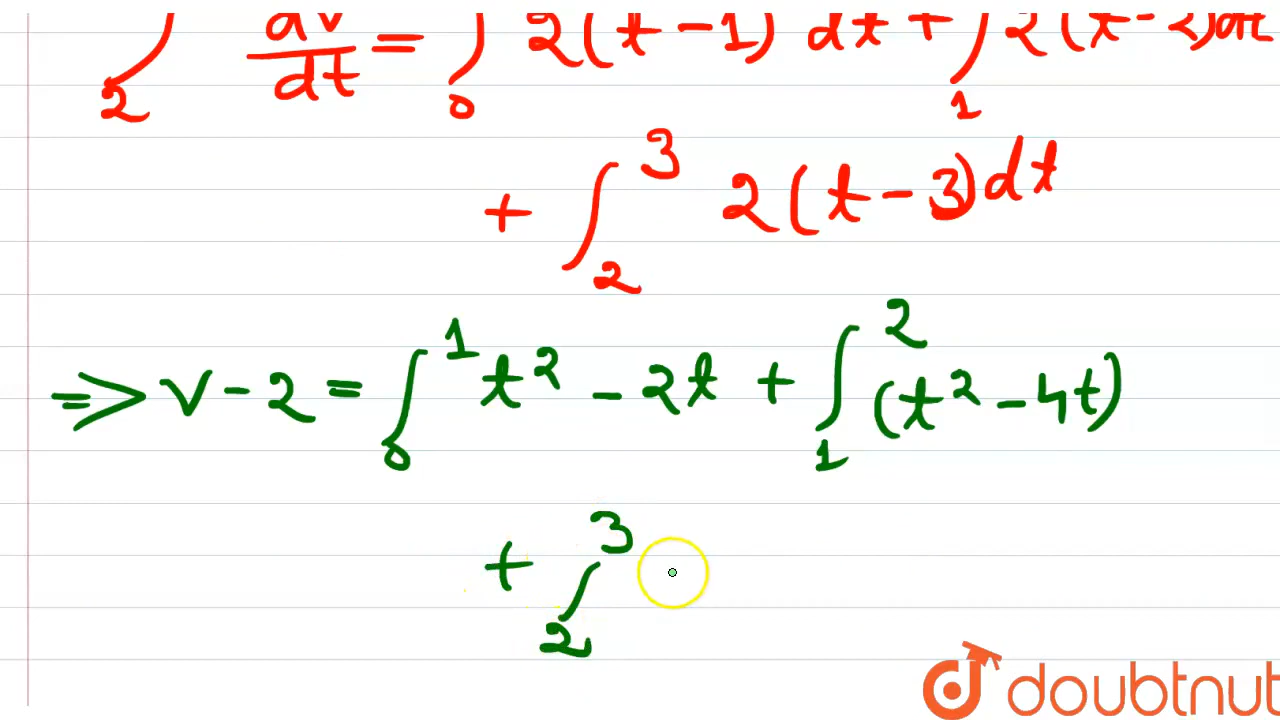 ∫₂ dv/dt = ∫₀ 2(t-1) dt + ∫₁ 2(t-2)dt
+ ∫₂³ 2(t-3)dt
=> v-2 = ∫₀¹ t² - 2t + ∫₁² (t² - 4t)
+ ∫₂³
doubtnut